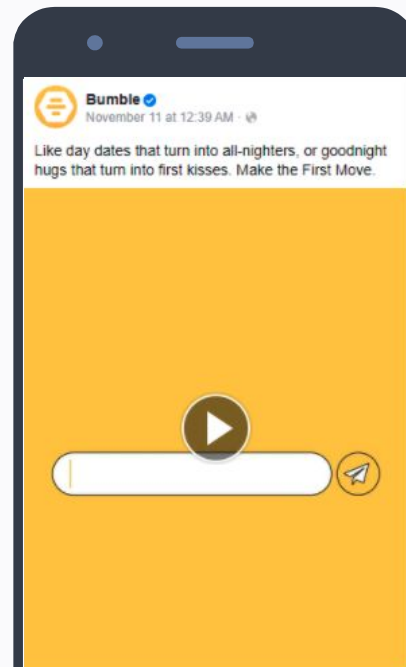 Bumble
November 11 at 12:39 AM ·
Like day dates that turn into all-nighters, or goodnight
hugs that turn into first kisses. Make the First Move.